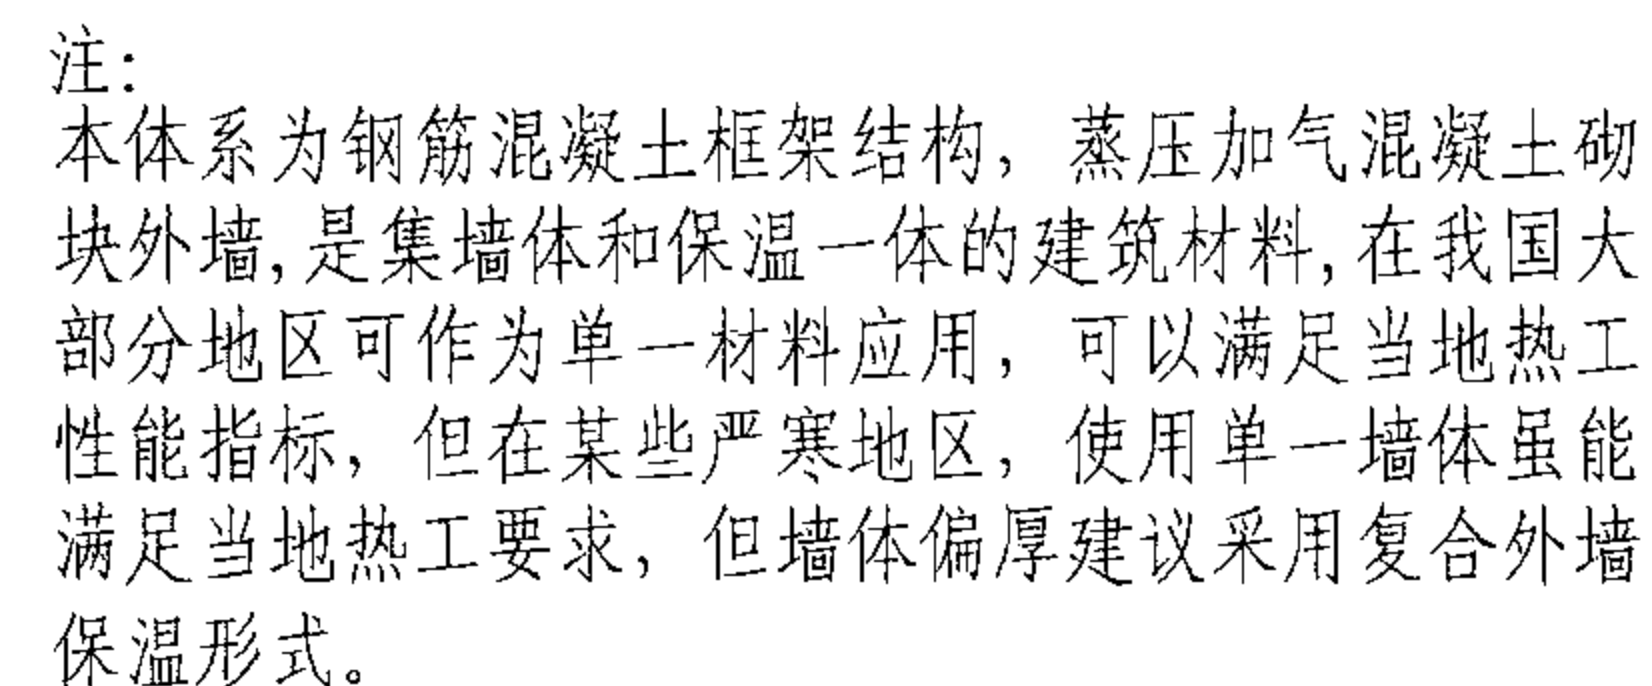 注:
本体系为钢筋混凝土框架结构，蒸压加气混凝土砌
块外墙,是集墙体和保温一体的建筑材料,在我国大
部分地区可作为单一材料应用，可以满足当地热工
性能指标，但在某些严寒地区，使用单一墙体虽能
满足当地热工要求，但墙体偏厚建议采用复合外墙
保温形式。